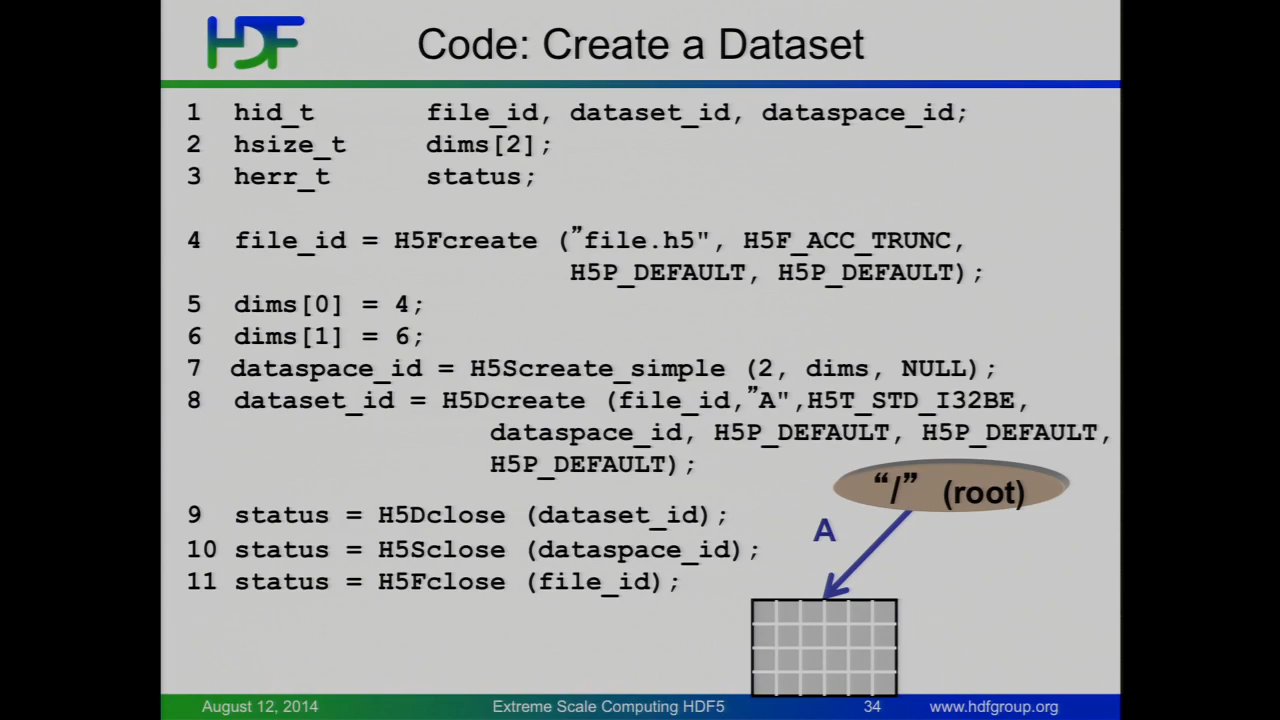 HDF
Code: Create a Dataset
1 hid_t file_id, dataset_id, dataspace_id;
2 hsize_t dims[2];
3 herr_t status;
4 file_id = H5Fcreate (”file.h5", H5F_ACC_TRUNC,
H5P_DEFAULT, H5P_DEFAULT);
5 dims[0] = 4;
6 dims[1] = 6;
7 dataspace_id = H5Screate_simple (2, dims, NULL);
8 dataset_id = H5Dcreate (file_id,”A",H5T_STD_I32BE,
dataspace_id, H5P_DEFAULT, H5P_DEFAULT,
H5P_DEFAULT);
“/” (root)
A
9 status = H5Dclose (dataset_id);
10 status = H5Sclose (dataspace_id);
11 status = H5Fclose (file_id);
August 12, 2014 Extreme Scale Computing HDF5 34 www.hdfgroup.org